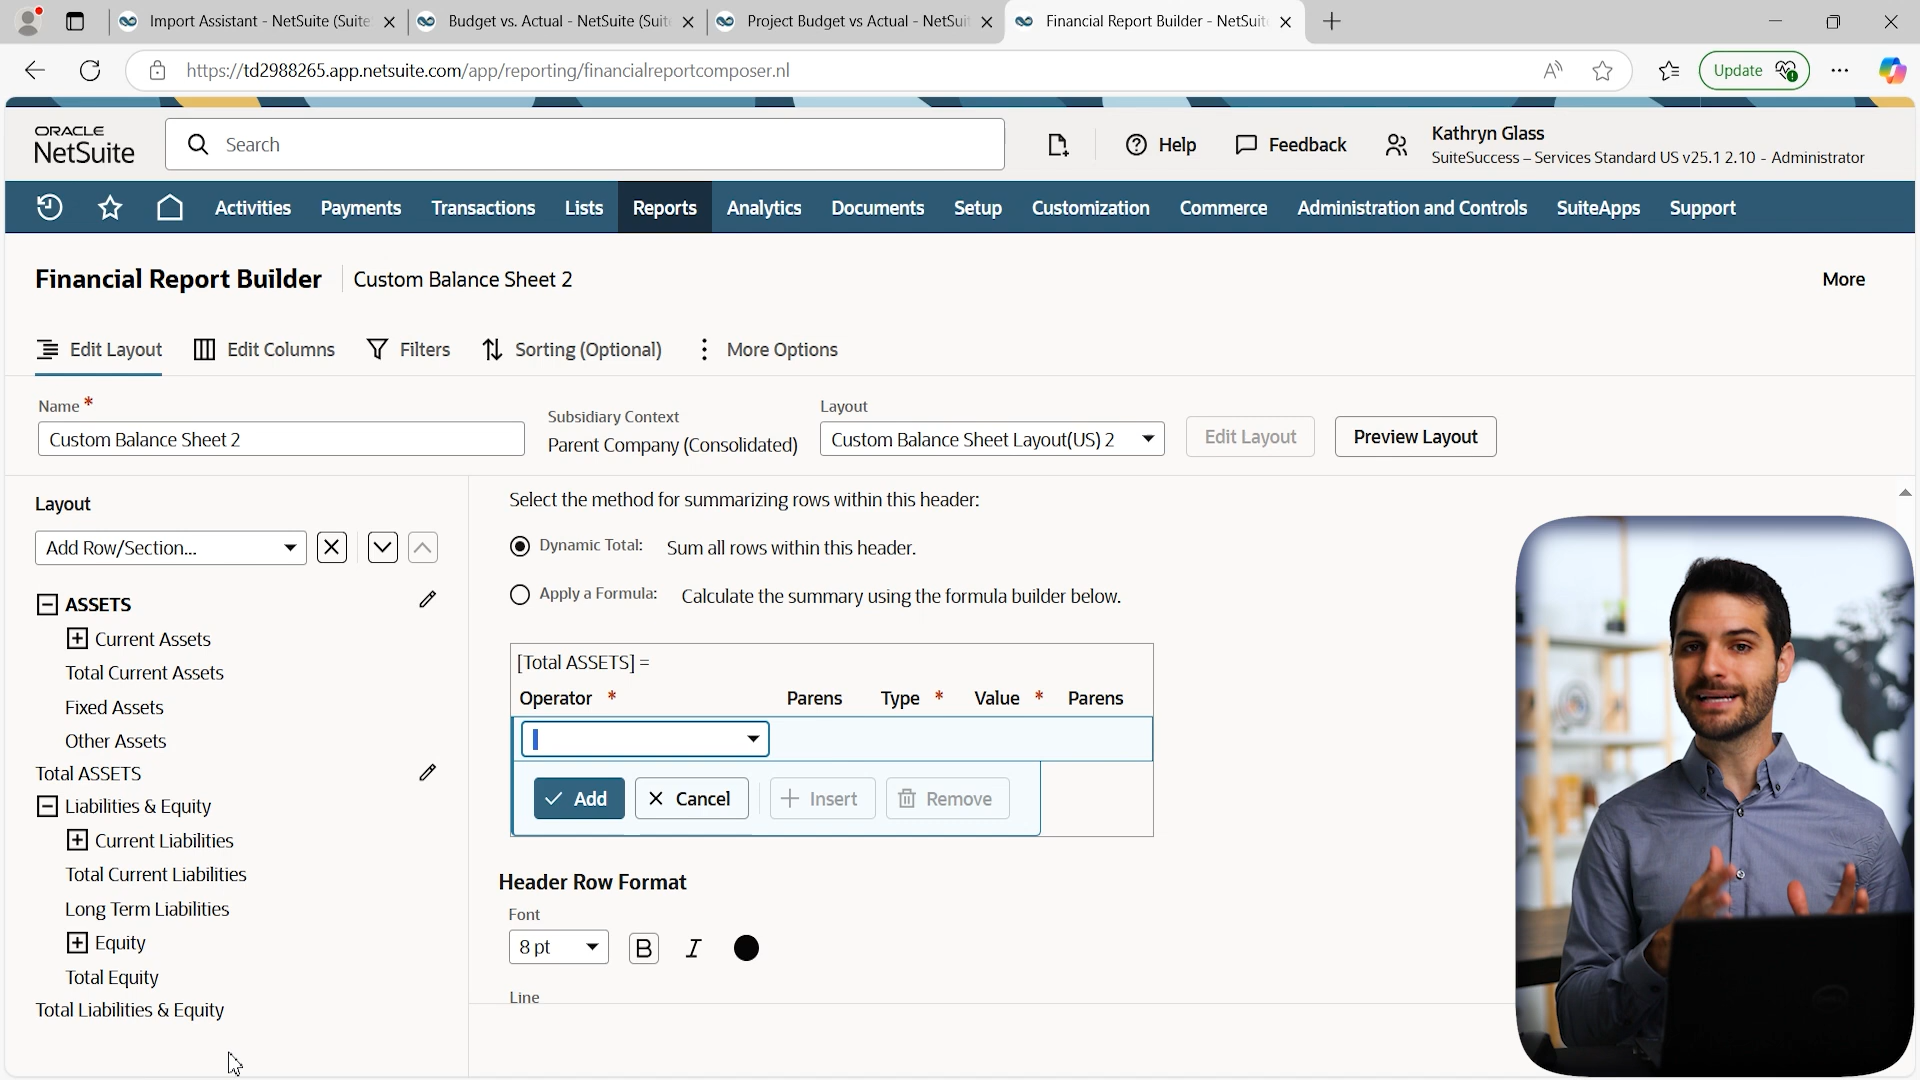 Import Assistant - NetSuite (Suite
Budget vs. Actual - NetSuite (Suit
Project Budget vs Actual - NetSuit
Financial Report Builder - NetSuit
https://td2988265.app.netsuite.com/app/reporting/financialreportcomposer.nl
Update
ORACLE
NetSuite
Search
Help
Feedback
Kathryn Glass
SuiteSuccess – Services Standard US v25.1 2.10 - Administrator
Activities
Payments
Transactions
Lists
Reports
Analytics
Documents
Setup
Customization
Commerce
Administration and Controls
SuiteApps
Support
Financial Report Builder
Custom Balance Sheet 2
More
Edit Layout
Edit Columns
Filters
Sorting (Optional)
More Options
Name *
Custom Balance Sheet 2
Subsidiary Context
Parent Company (Consolidated)
Layout
Custom Balance Sheet Layout(US) 2
Edit Layout
Preview Layout
Layout
Add Row/Section...
ASSETS
Current Assets
Total Current Assets
Fixed Assets
Other Assets
Total ASSETS
Liabilities & Equity
Current Liabilities
Total Current Liabilities
Long Term Liabilities
Equity
Total Equity
Total Liabilities & Equity
Select the method for summarizing rows within this header:
Dynamic Total: Sum all rows within this header.
Apply a Formula: Calculate the summary using the formula builder below.
[Total ASSETS] =
Operator * Parens Type * Value * Parens
Add
Cancel
Insert
Remove
Header Row Format
Font
8 pt
B
I
Line